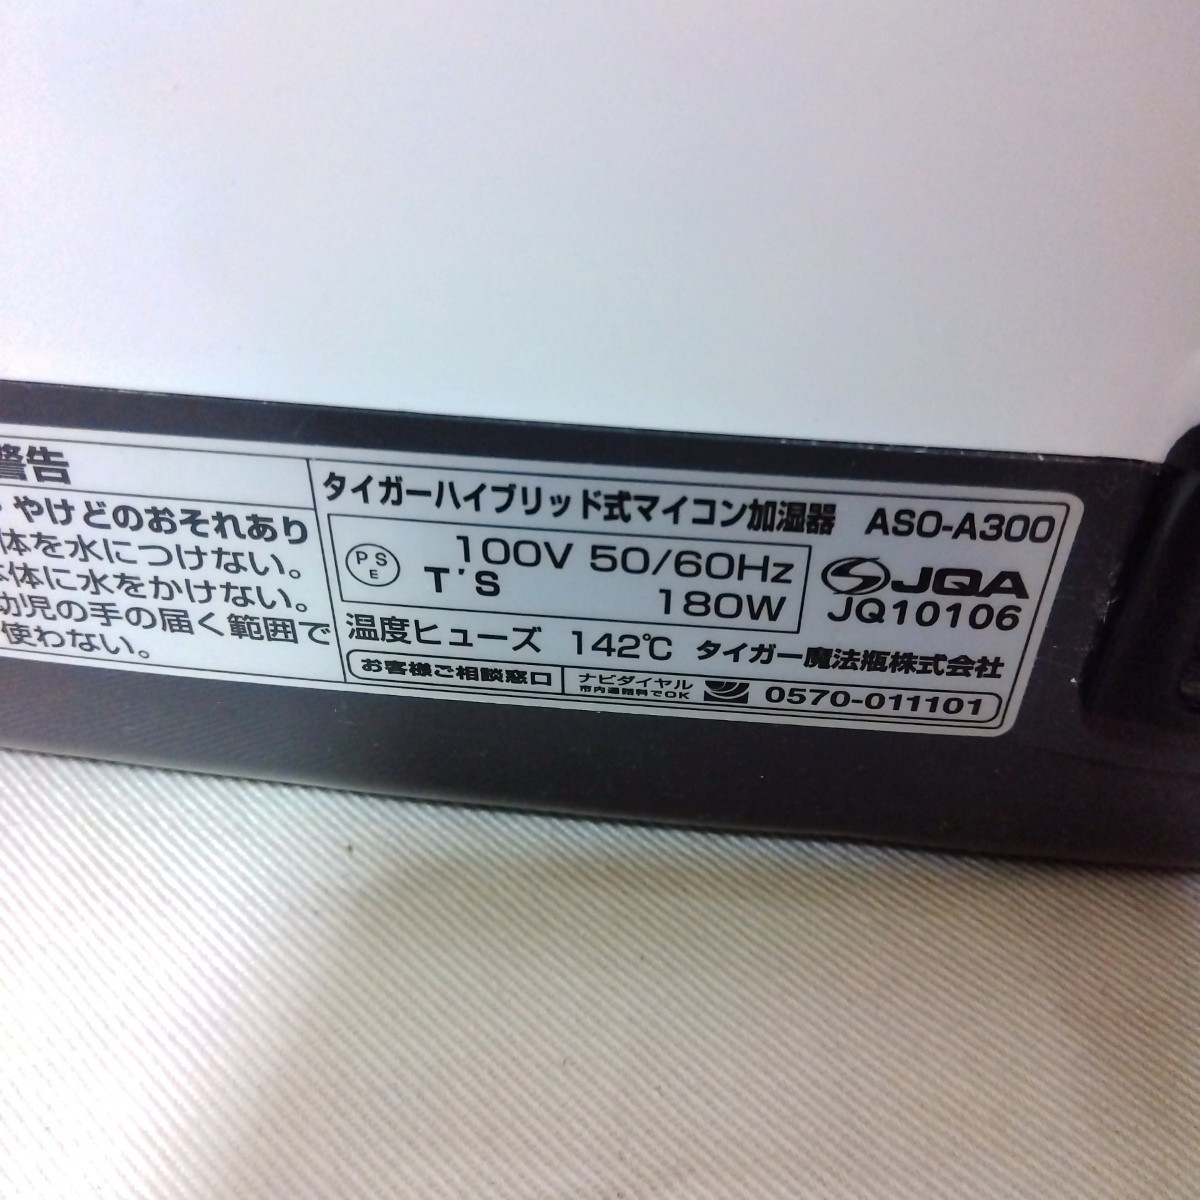 警告
やけどのおそれあり
体を水につけない。
体に水をかけない。
幼児の手の届く範囲で
使わない。
タイガーハイブリッド式マイコン加湿器 ASO-A300
PSE
100V 50/60Hz
T'S 180W
JQA
JQ10106
温度ヒューズ 142℃ タイガー魔法瓶株式会社
お客様ご相談窓口
ナビダイヤル
市内通話料でOK
0570-011101